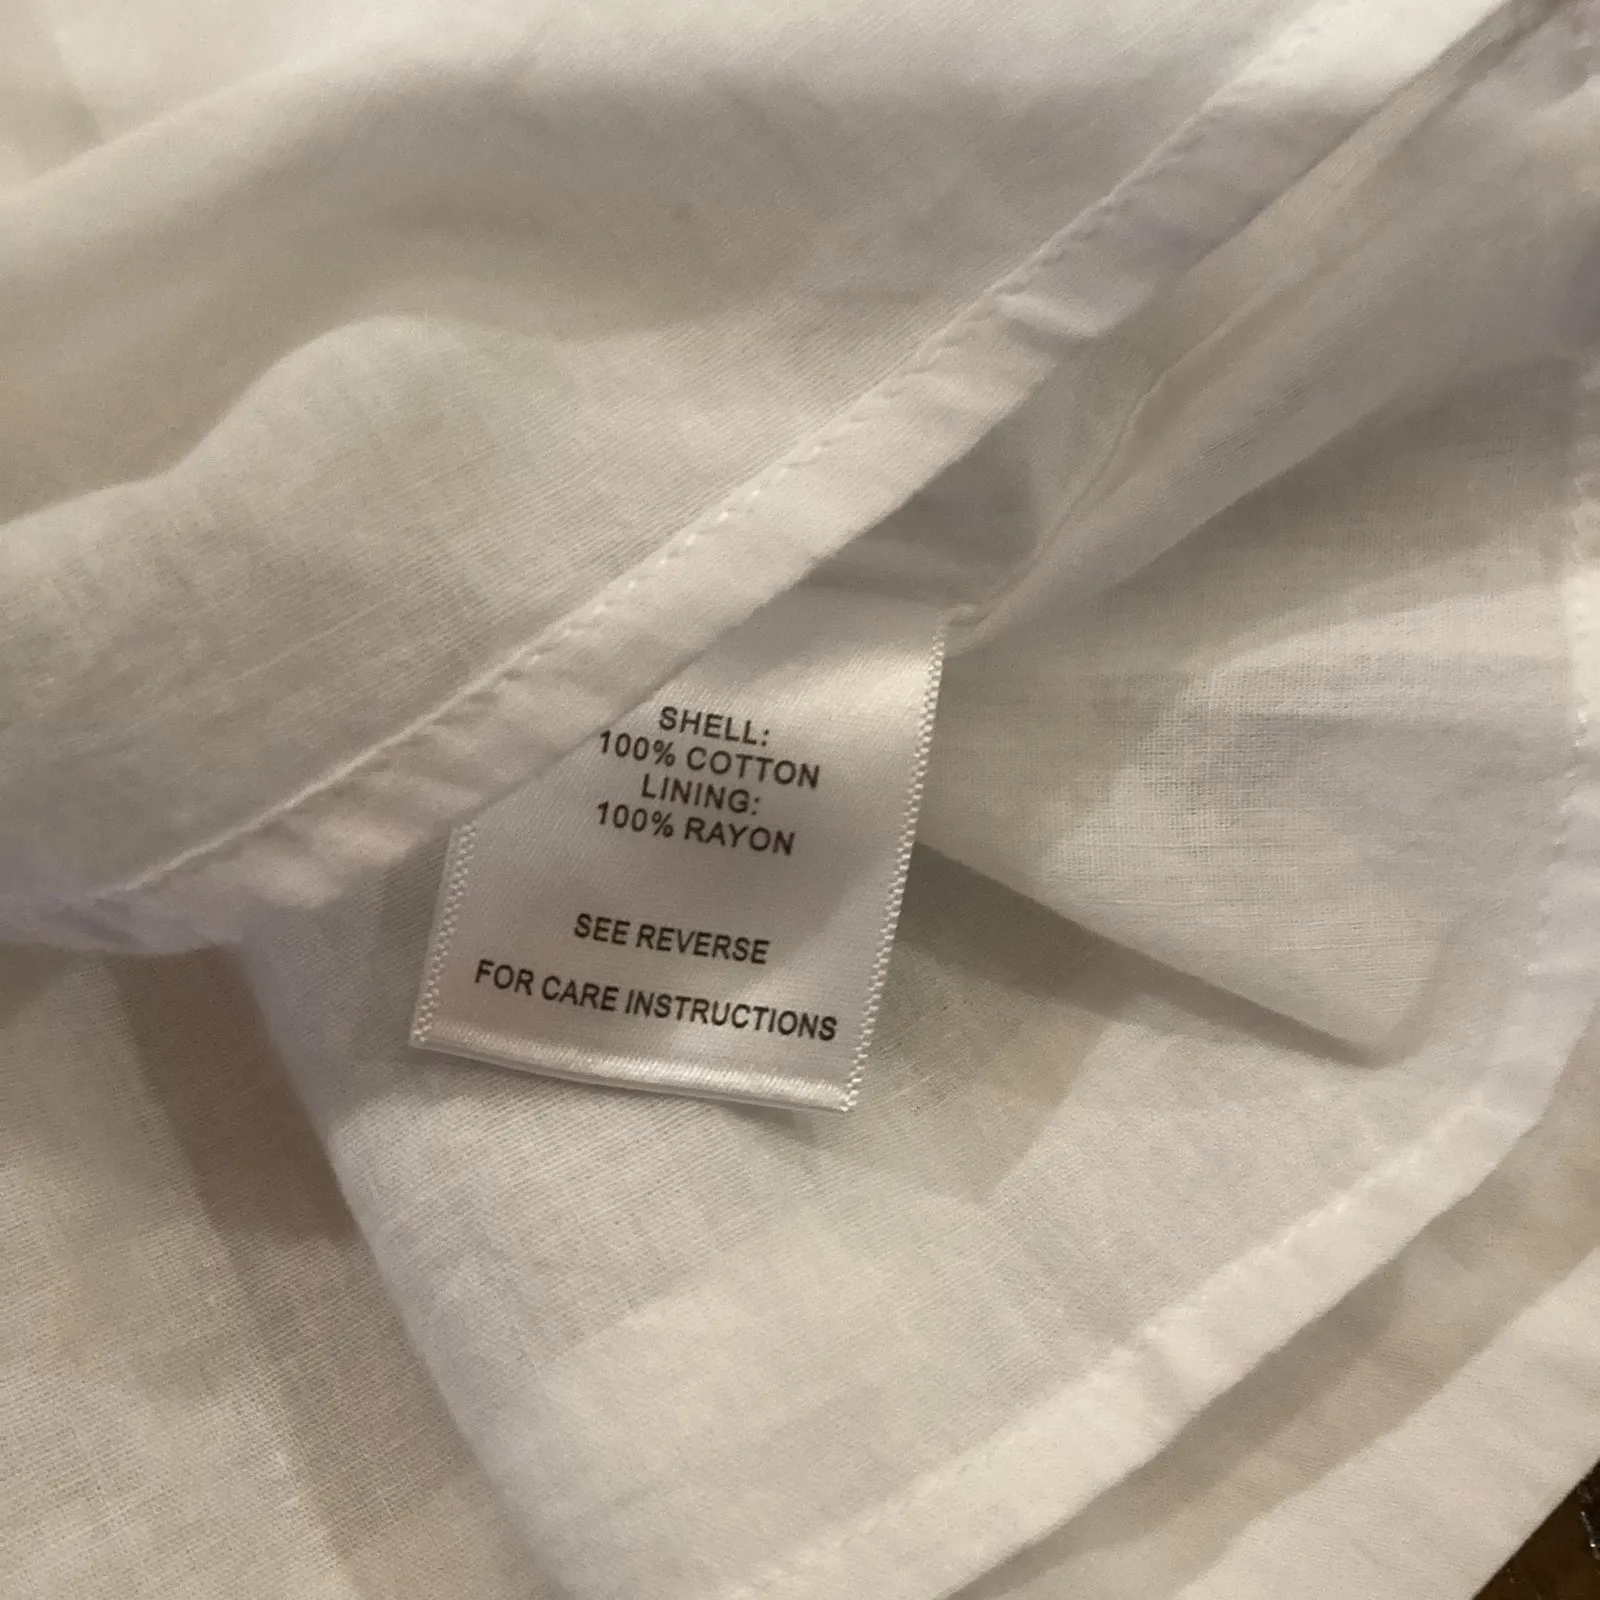 SHELL:
100% COTTON
LINING:
100% RAYON
SEE REVERSE
FOR CARE INSTRUCTIONS